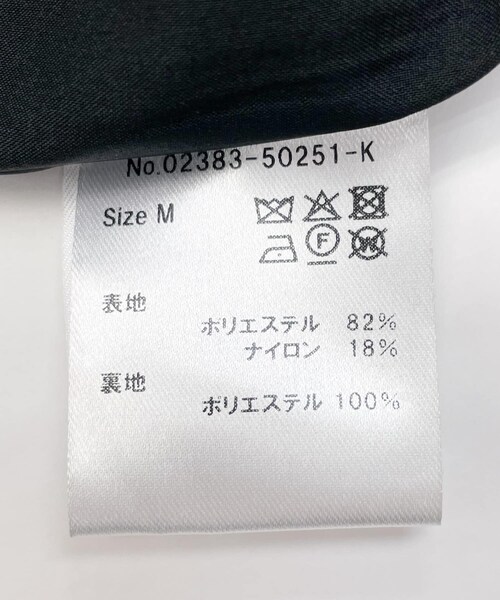 No.02383-50251-K
Size M
F
W
表地
ポリエステル 82%
ナイロン 18%
裏地
ポリエステル 100%